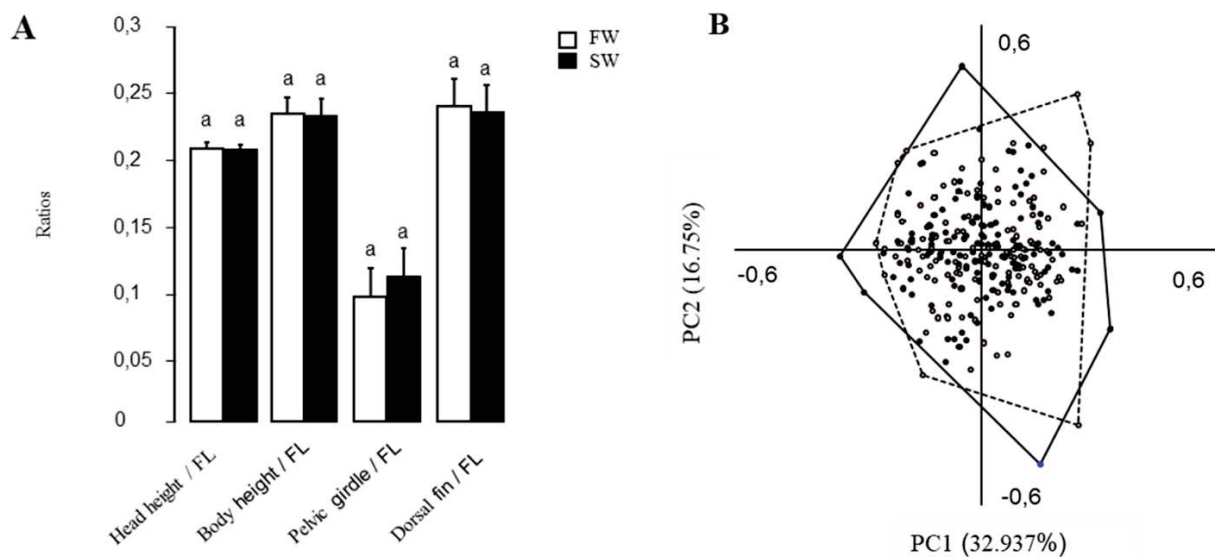 A
0,3
0,25
0,2
0,15
0,1
0,05
0
Ratios
a a a a a a a a
FW
SW
Head height / FL
Body height / FL
Pelvic girdle / FL
Dorsal fin / FL
B
0,6
-0,6
0,6
-0,6
PC2 (16.75%)
PC1 (32.937%)